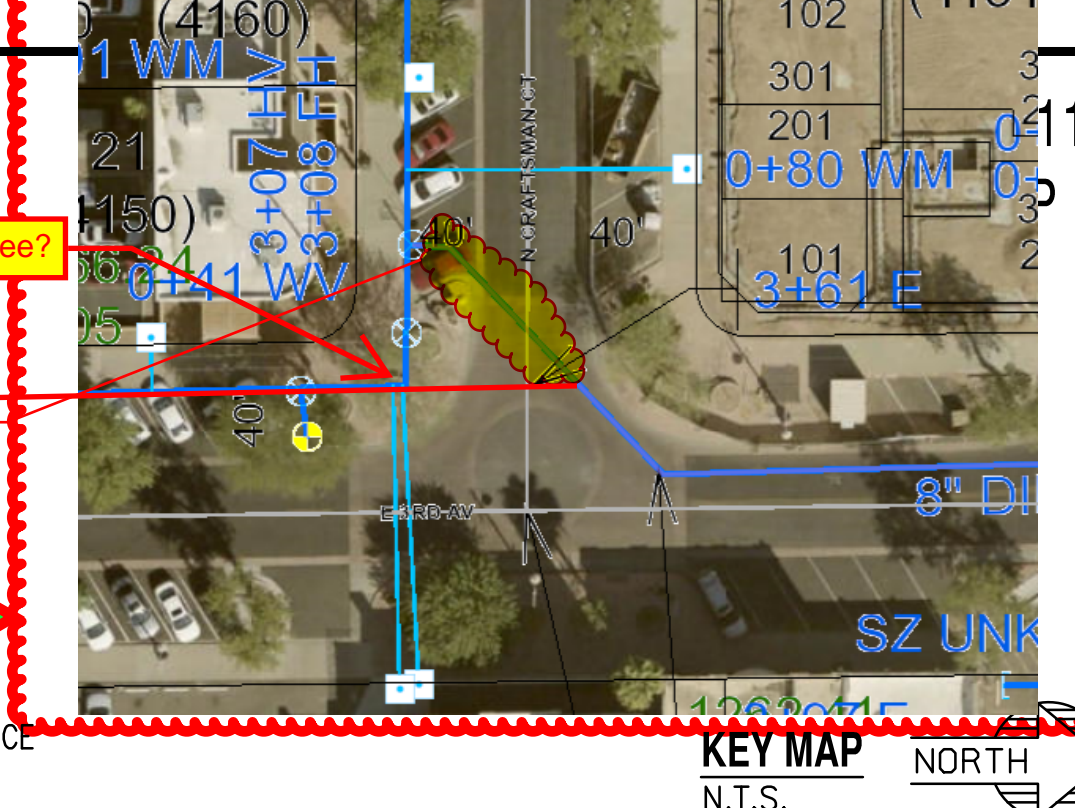 (4160)
102
WM
301
21
201
0+80 WM
3+07 HV
3+08 FH
N CRAFTSMAN CT
4150)
40'
40'
ee?
101
0+41 WV
3+61 E
05
40'
8" DI
E 3RD AV
SZ UNK
CE
KEY MAP
NORTH
N.T.S.